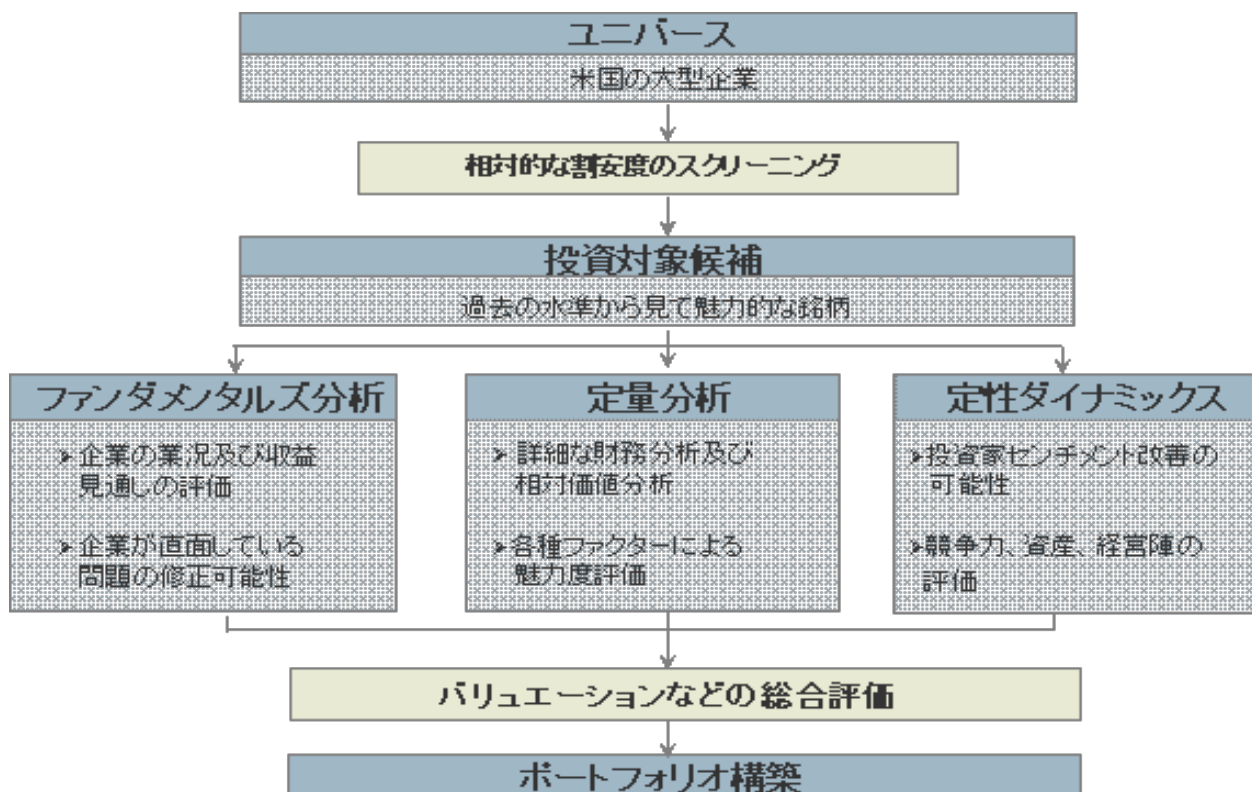 ユニバース
米国の大型企業
相対的な割安度のスクリーニング
投資対象候補
過去の水準から見て魅力的な銘柄
ファンダメンタルズ分析
➢企業の業況及び収益
見通しの評価
➢企業が直面している
問題の修正可能性
定量分析
➢詳細な財務分析及び
相対価値分析
➢各種ファクターによる
魅力度評価
定性ダイナミックス
➢投資家センチメント改善の
可能性
➢競争力、資産、経営陣の
評価
バリュエーションなどの総合評価
ポートフォリオ構築